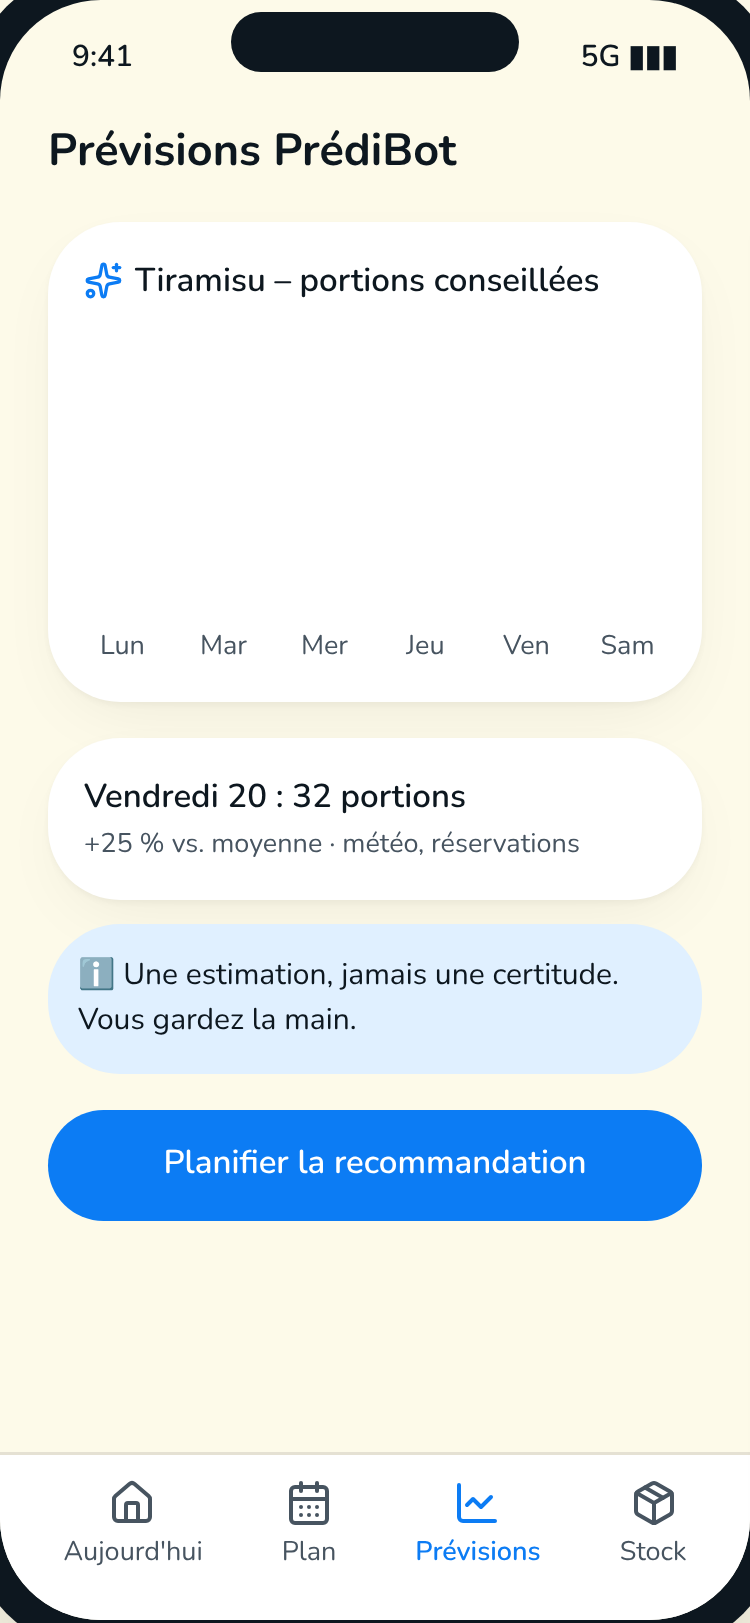 9:41
5G
Prévisions PrédiBot
Tiramisu – portions conseillées
Lun Mar Mer Jeu Ven Sam
Vendredi 20 : 32 portions
+25 % vs. moyenne · météo, réservations
ℹ️ Une estimation, jamais une certitude.
Vous gardez la main.
Planifier la recommandation
Aujourd'hui Plan Prévisions Stock